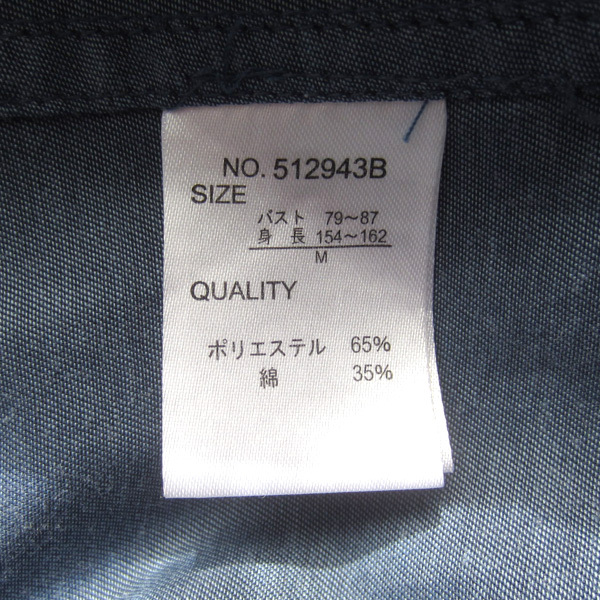 NO. 512943B
SIZE
バスト 79～87
身 長 154～162
M
QUALITY
ポリエステル 65%
綿 35%